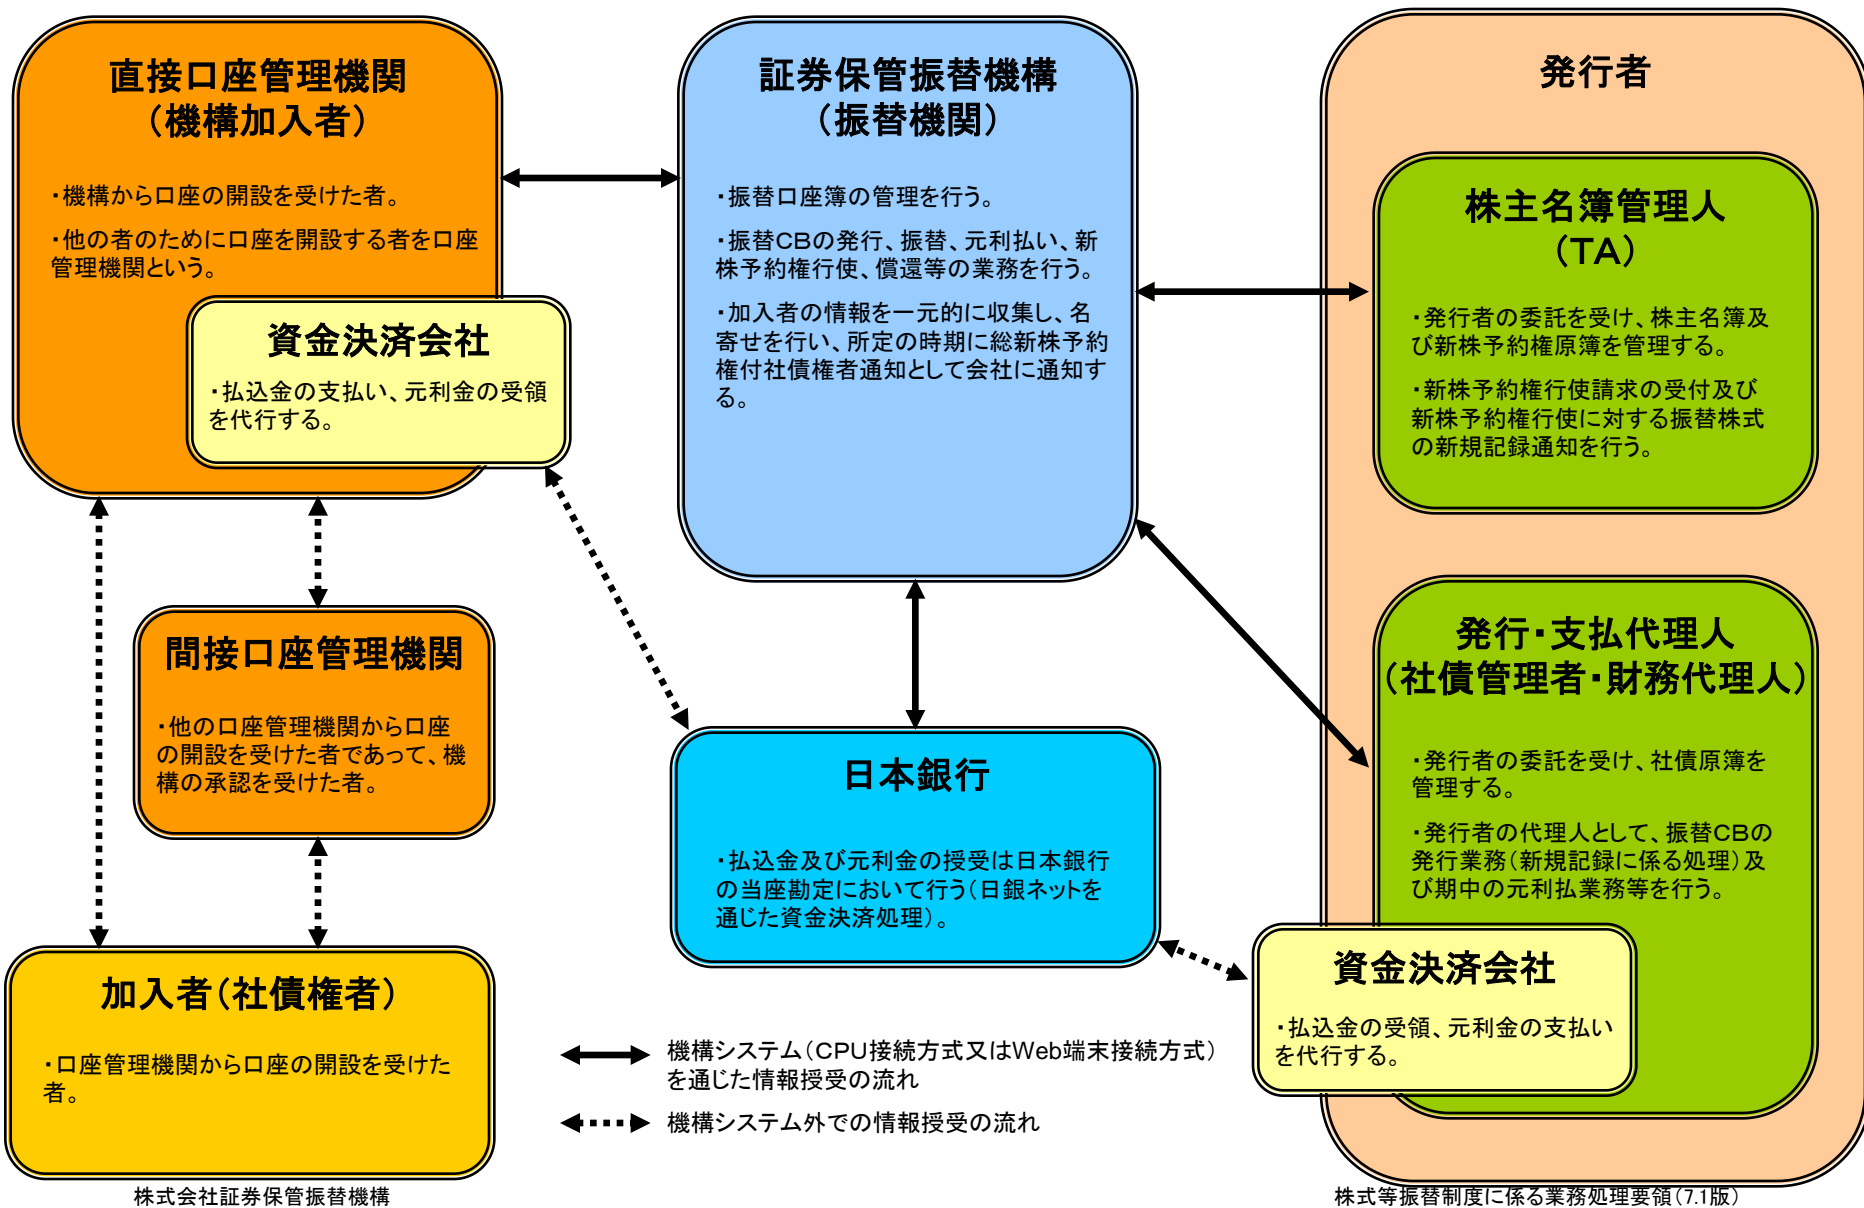 直接口座管理機関
（機構加入者）
・機構から口座の開設を受けた者。
・他の者のために口座を開設する者を口座
管理機関という。
資金決済会社
・払込金の支払い、元利金の受領
を代行する。
間接口座管理機関
・他の口座管理機関から口座
の開設を受けた者であって、機
構の承認を受けた者。
加入者（社債権者）
・口座管理機関から口座の開設を受けた
者。
証券保管振替機構
（振替機関）
・振替口座簿の管理を行う。
・振替CBの発行、振替、元利払い、新
株予約権行使、償還等の業務を行う。
・加入者の情報を一元的に収集し、名
寄せを行い、所定の時期に総新株予約
権付社債権者通知として会社に通知す
る。
日本銀行
・払込金及び元利金の授受は日本銀行
の当座勘定において行う（日銀ネットを
通じた資金決済処理）。
発行者
株主名簿管理人
（TA）
・発行者の委託を受け、株主名簿及
び新株予約権原簿を管理する。
・新株予約権行使請求の受付及び
新株予約権行使に対する振替株式
の新規記録通知を行う。
発行・支払代理人
（社債管理者・財務代理人）
・発行者の委託を受け、社債原簿を
管理する。
・発行者の代理人として、振替CBの
発行業務（新規記録に係る処理）及
び期中の元利払業務等を行う。
資金決済会社
・払込金の受領、元利金の支払い
を代行する。
機構システム（CPU接続方式又はWeb端末接続方式）
を通じた情報授受の流れ
機構システム外での情報授受の流れ
株式会社証券保管振替機構
株式等振替制度に係る業務処理要領（7.1版）